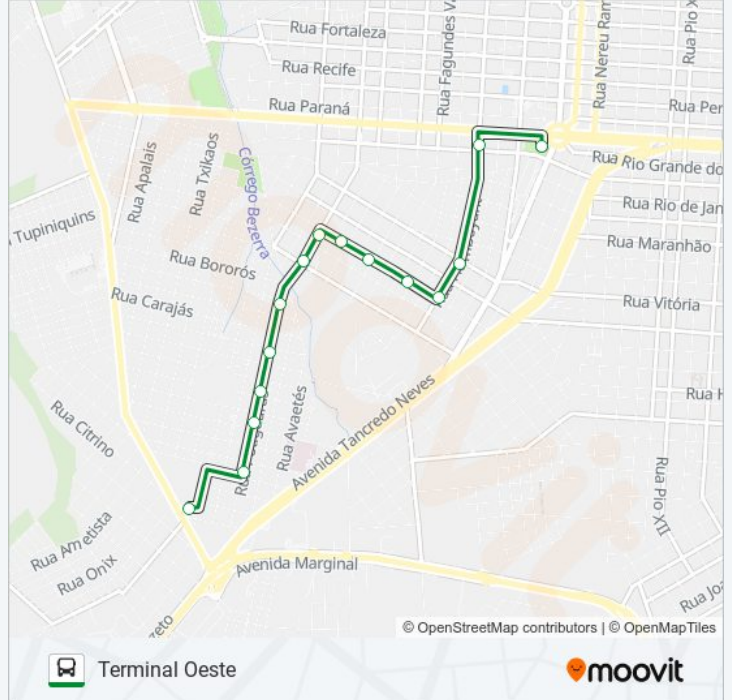 Rua Fortaleza
Rua Fagundes V
Rua Nereu Ram
Rua Pio X
Rua Recife
Rua Paraná
Rua Per
Rua Apalais
Rua Txikaos
Córrego Bezerra
Rua Rio Grande do
Rua Rio de Jan
Tupiniquins
Rua Maranhão
Rua Bororós
Rua Carajás
Rua Vitória
Rua H
Rua Citrino
Rua Avaetés
Avenida Tancredo Neves
Rua Pio XII
Rua Ametista
Rua Onix
Avenida Marginal
Rua Joa
zeto
© OpenStreetMap contributors | © OpenMapTiles
Terminal Oeste
moovit